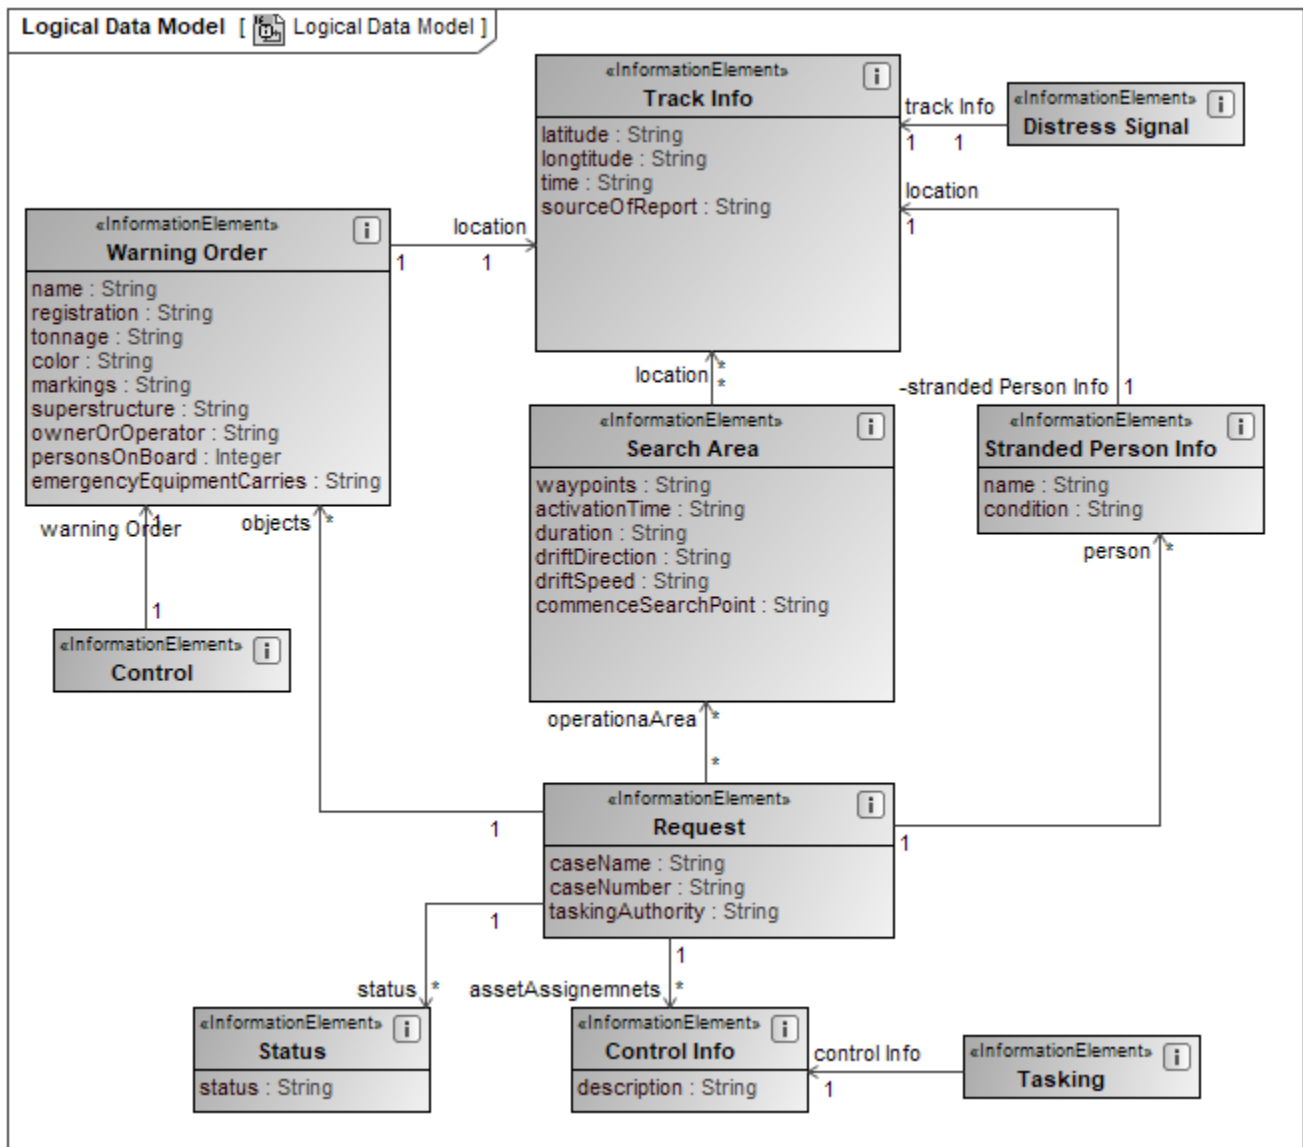 Logical Data Model [ Logical Data Model ]
«InformationElement»
Track Info
latitude : String
longtitude : String
time : String
sourceOfReport : String
track Info
1
1
«InformationElement»
Distress Signal
location
1
«InformationElement»
Warning Order
name : String
registration : String
tonnage : String
color : String
markings : String
superstructure : String
ownerOrOperator : String
personsOnBoard : Integer
emergencyEquipmentCarries : String
location
1
1
location
*
*
-stranded Person Info
1
«InformationElement»
Search Area
waypoints : String
activationTime : String
duration : String
driftDirection : String
driftSpeed : String
commenceSearchPoint : String
«InformationElement»
Stranded Person Info
name : String
condition : String
person
*
warning Order
1
objects
*
1
«InformationElement»
Control
operationaArea
*
*
«InformationElement»
Request
caseName : String
caseNumber : String
taskingAuthority : String
1
1
1
1
status
*
assetAssignemnets
*
«InformationElement»
Status
status : String
«InformationElement»
Control Info
description : String
control Info
1
«InformationElement»
Tasking